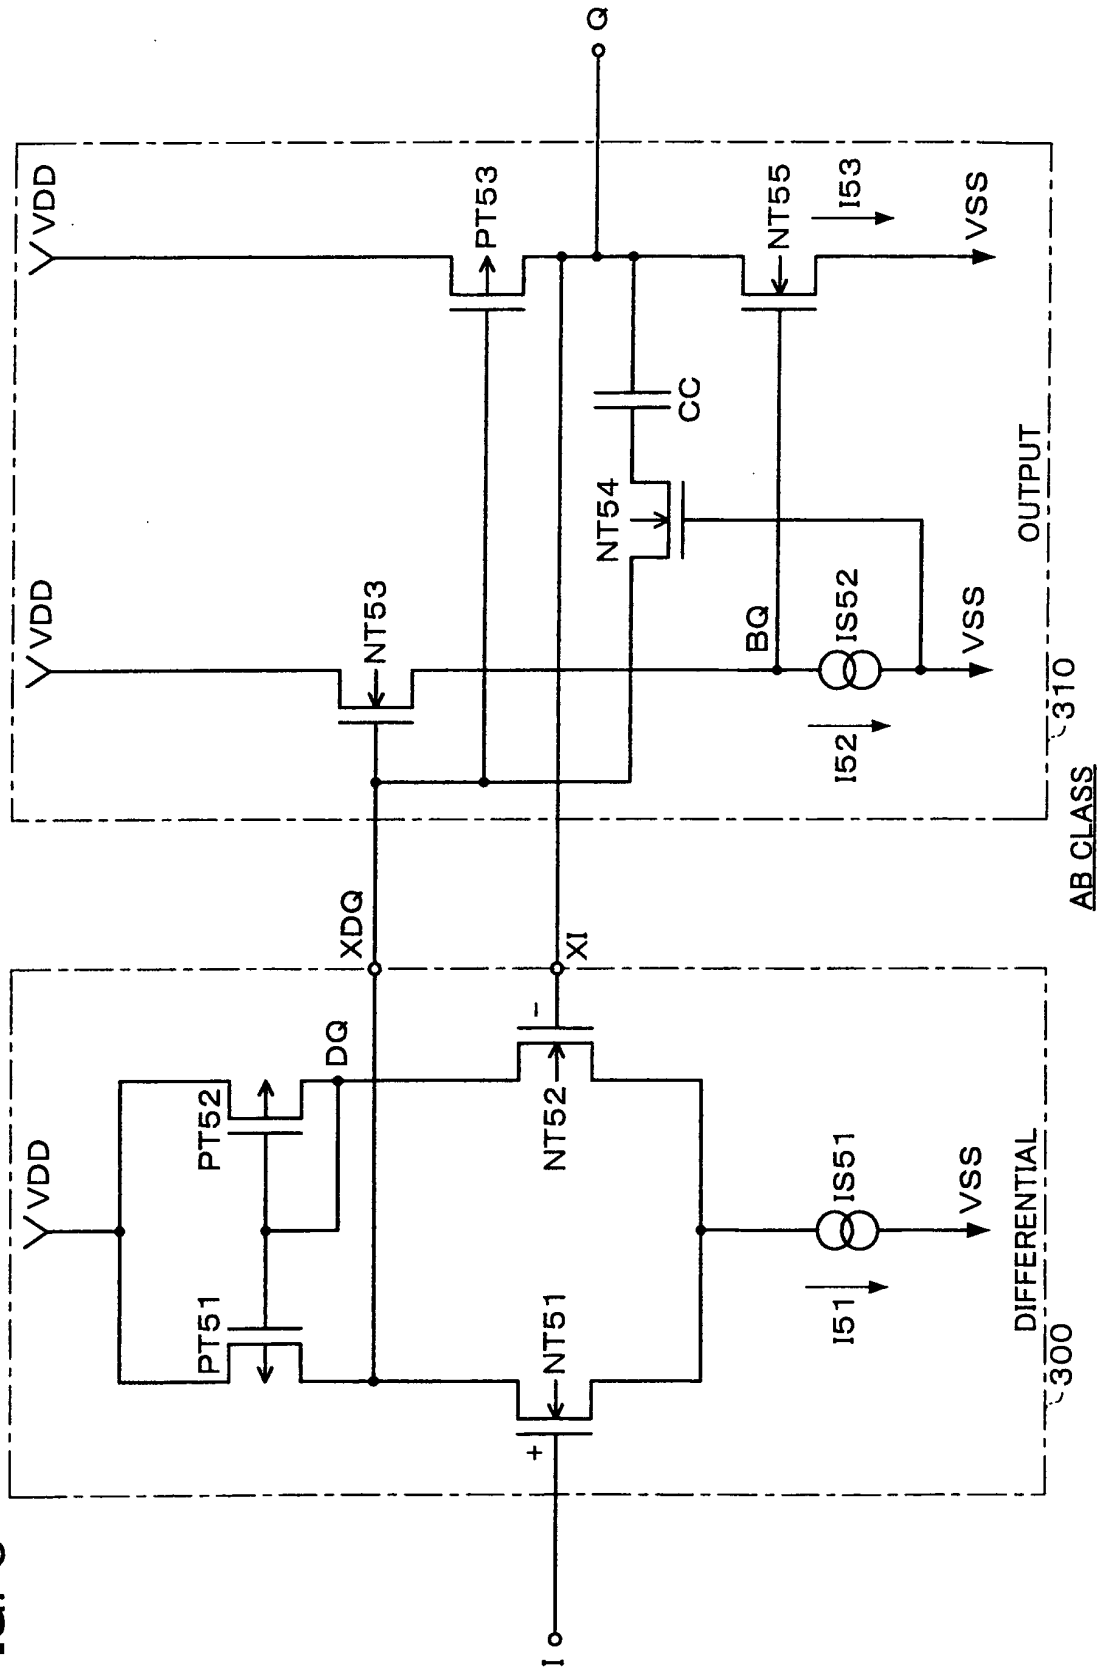 I
+
NT51
PT51
VDD
PT52
DQ
NT52
-
I51
IS51
VSS
DIFFERENTIAL
300
XDQ
XI
AB CLASS
VDD
NT53
BQ
I52
IS52
VSS
NT54
CC
VDD
PT53
NT55
I53
VSS
OUTPUT
310
Q